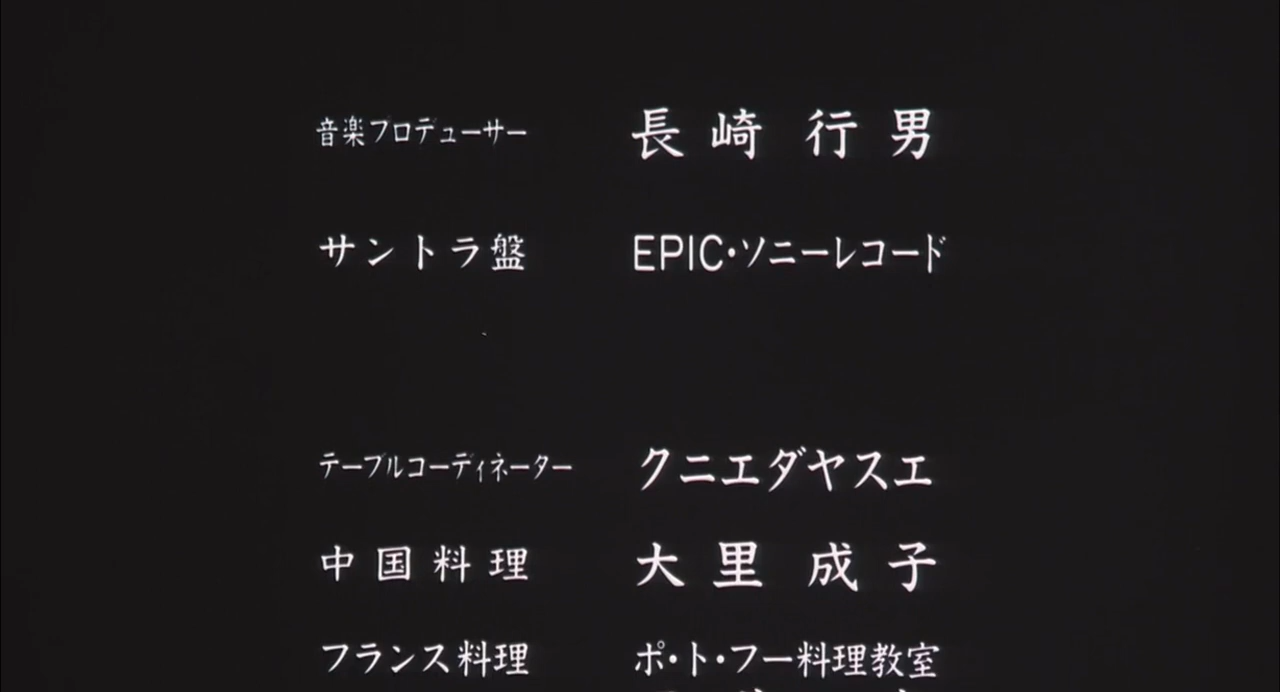 音楽プロデューサー 長崎 行男
サントラ盤 EPIC・ソニーレコード
テーブルコーディネーター クニエダヤスエ
中国料理 大里 成子
フランス料理 ポ・ト・フー料理教室